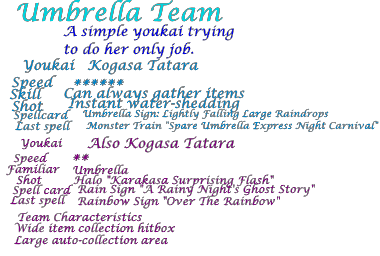 Umbrella Team
A simple youkai trying
to do her only job.
Youkai Kogasa Tatara
Speed ******
Skill Can always gather items
Shot Instant water-shedding
Spellcard Umbrella Sign: Lightly Falling Large Raindrops
Last spell Monster Train "Spare Umbrella Express Night Carnival"
Youkai Also Kogasa Tatara
Speed **
Familiar Umbrella
Shot Halo "Karakasa Surprising Flash"
Spell card Rain Sign "A Rainy Night's Ghost Story"
Last spell Rainbow Sign "Over The Rainbow"
Team Characteristics
Wide item collection hitbox
Large auto-collection area